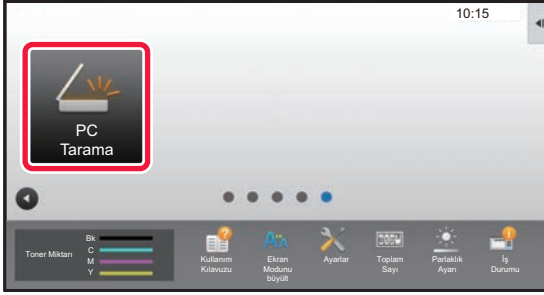 10:15
PC
Tarama
Toner Miktarı
Bk
C
M
Y
Kullanım
Kılavuzu
Ekran
Modunu
büyült
Ayarlar
Toplam
Sayı
Parlaklık
Ayarı
İş
Durumu